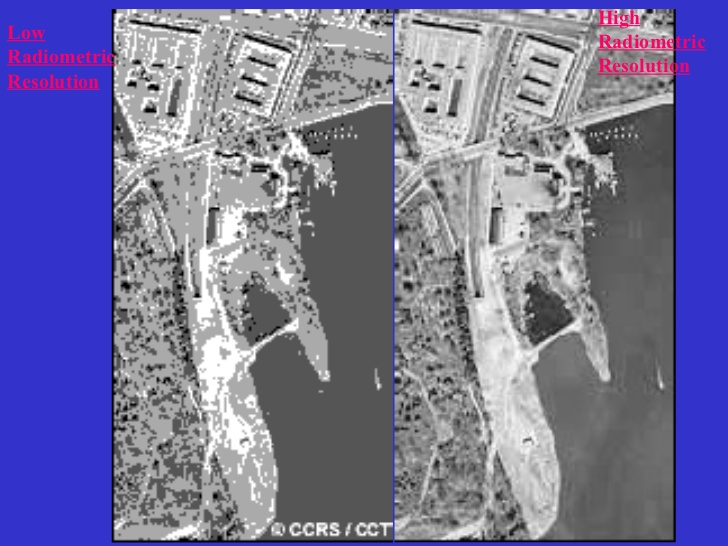 Low
Radiometric
Resolution
High
Radiometric
Resolution
© CCRS / CCT